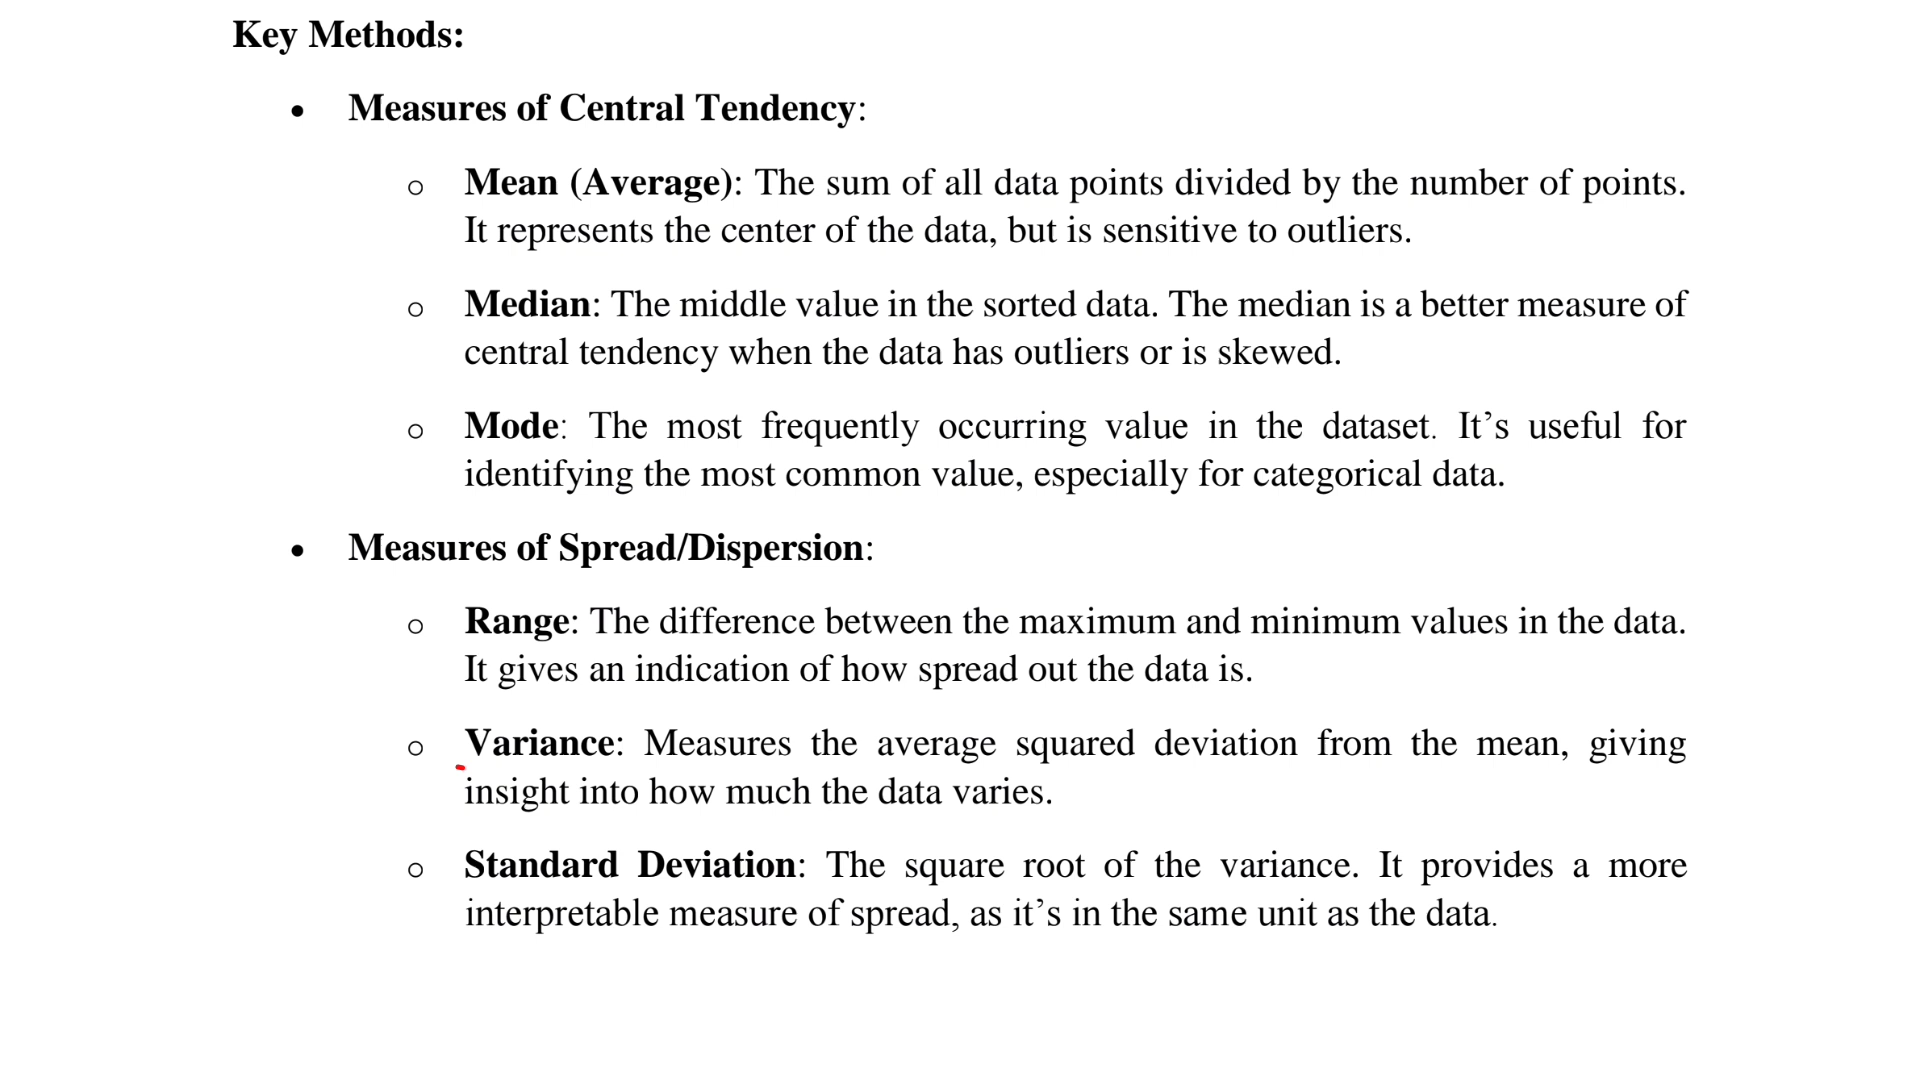 Key Methods:
• Measures of Central Tendency:
o Mean (Average): The sum of all data points divided by the number of points.
It represents the center of the data, but is sensitive to outliers.
o Median: The middle value in the sorted data. The median is a better measure of
central tendency when the data has outliers or is skewed.
o Mode: The most frequently occurring value in the dataset. It’s useful for
identifying the most common value, especially for categorical data.
• Measures of Spread/Dispersion:
o Range: The difference between the maximum and minimum values in the data.
It gives an indication of how spread out the data is.
o Variance: Measures the average squared deviation from the mean, giving
insight into how much the data varies.
o Standard Deviation: The square root of the variance. It provides a more
interpretable measure of spread, as it’s in the same unit as the data.